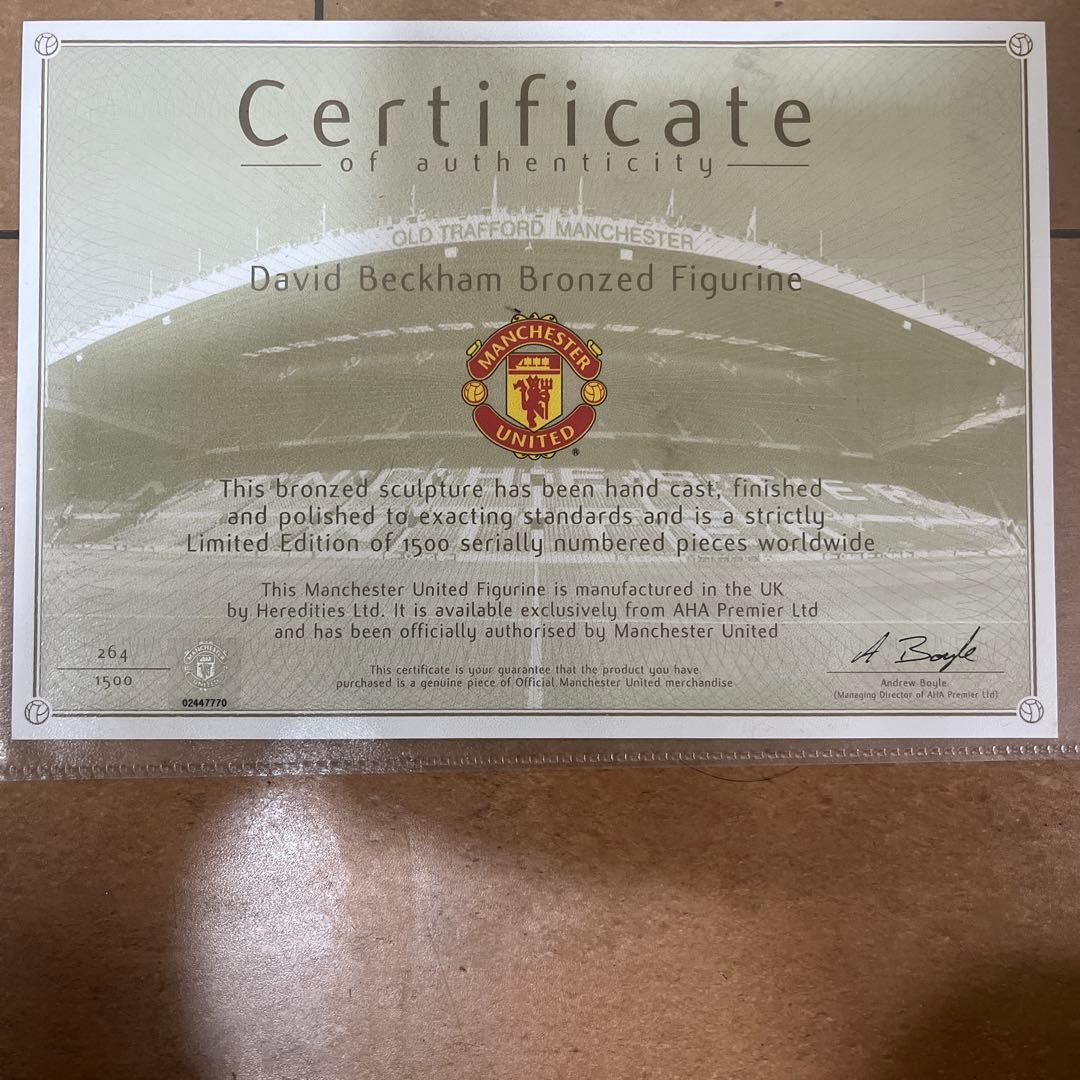 Certificate
of authenticity
OLD TRAFFORD MANCHESTER
David Beckham Bronzed Figurine
MANCHESTER
UNITED
®
This bronzed sculpture has been hand cast, finished
and polished to exacting standards and is a strictly
Limited Edition of 1500 serially numbered pieces worldwide
This Manchester United Figurine is manufactured in the UK
by Heredities Ltd. It is available exclusively from AHA Premier Ltd
and has been officially authorised by Manchester United
264
1500
MANCHESTER
UNITED
02447770
This certificate is your guarantee that the product you have
purchased is a genuine piece of Official Manchester United merchandise
A Boyle
Andrew Boyle
(Managing Director of AHA Premier Ltd)